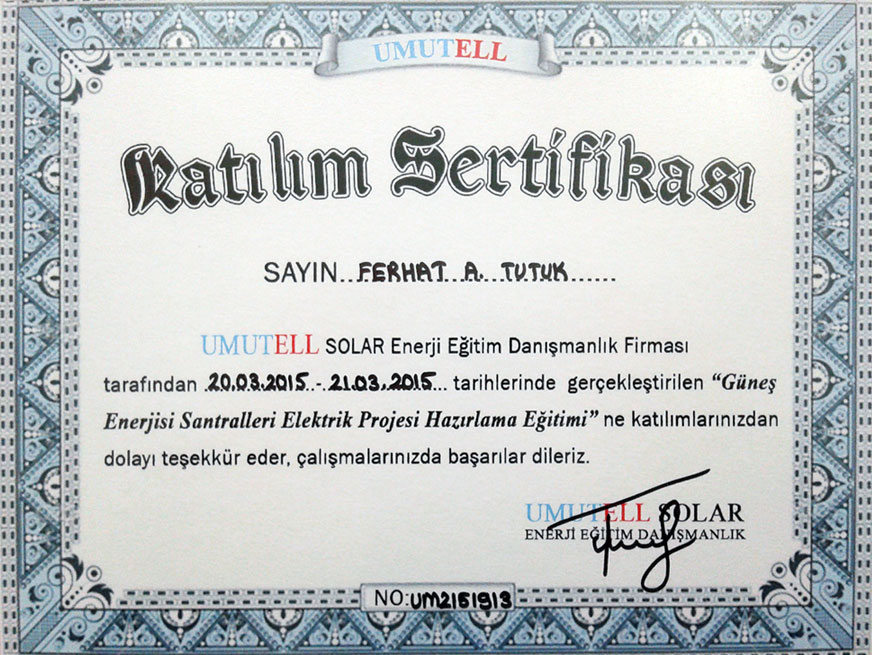 UMUTELL
Katılım Sertifikası
SAYIN...FERHAT A. TUTUK......
UMUTELL SOLAR Enerji Eğitim Danışmanlık Firması
tarafından 20.03.2015..-.21.03.2015... tarihlerinde gerçekleştirilen “Güneş
Enerjisi Santralleri Elektrik Projesi Hazırlama Eğitimi” ne katılımlarınızdan
dolayı teşekkür eder, çalışmalarınızda başarılar dileriz.
UMUTELL SOLAR
ENERJİ EĞİTİM DANIŞMANLIK
NO:UM2151913